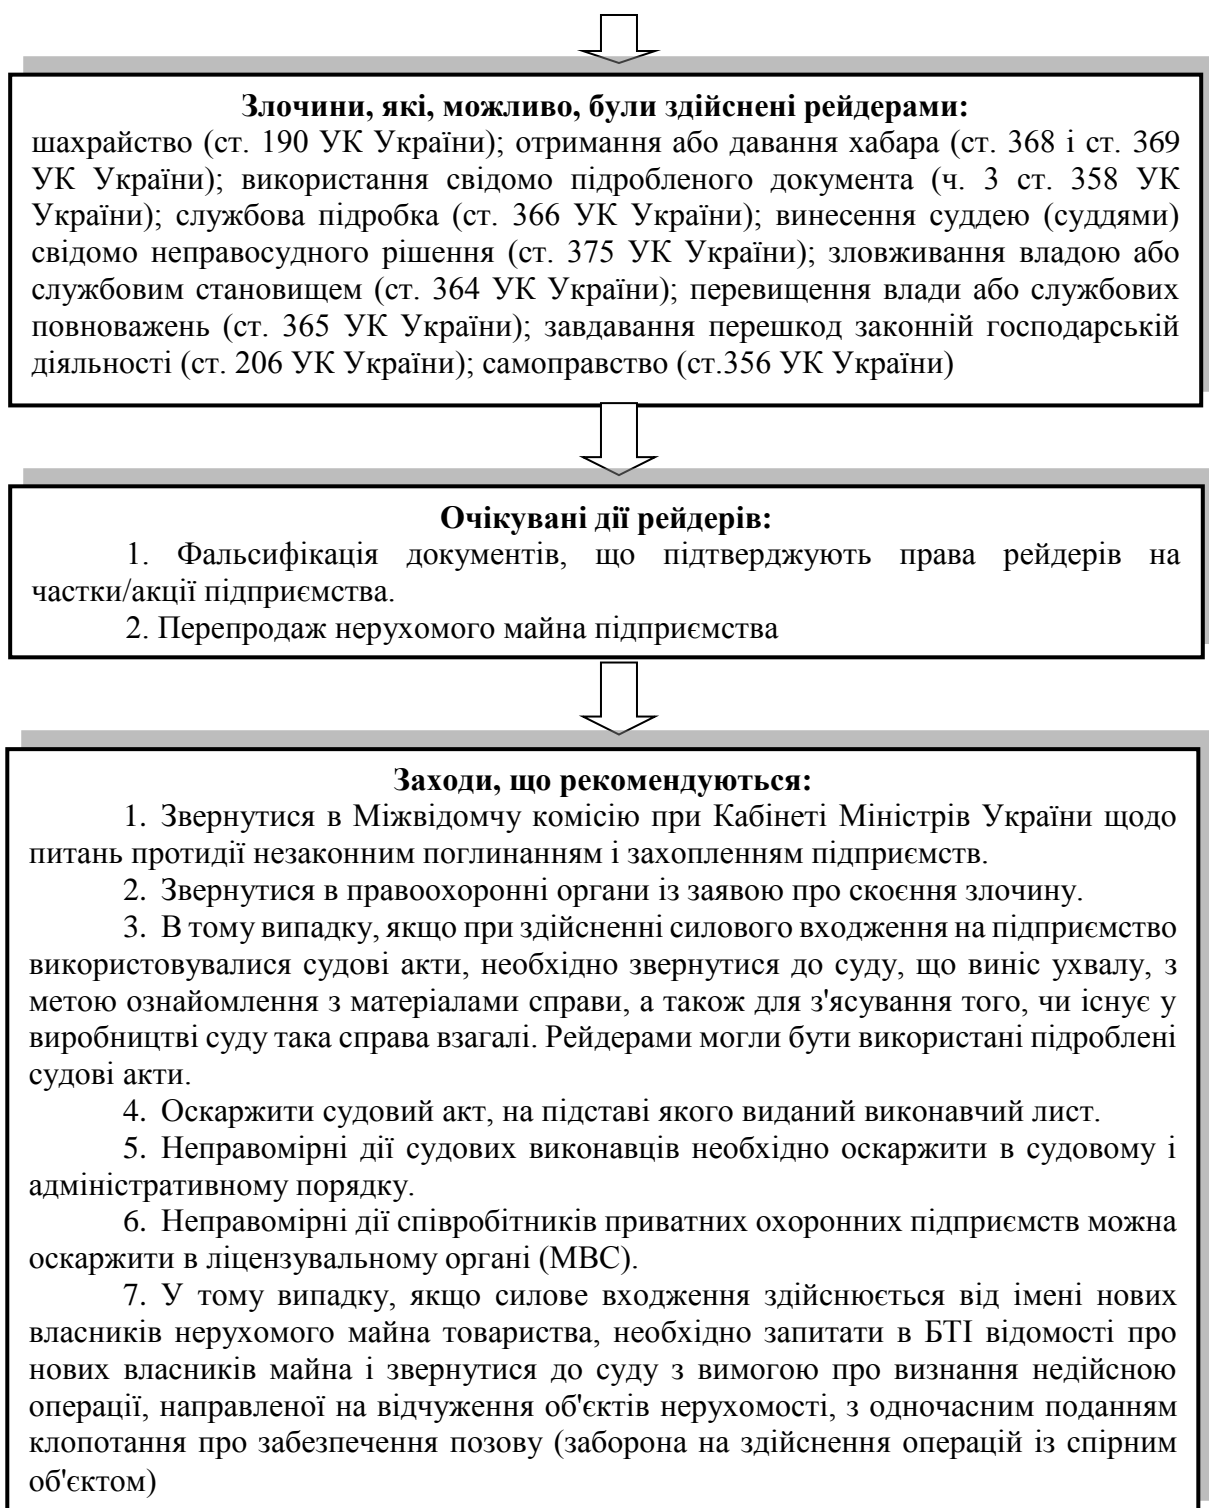 Злочини, які, можливо, були здійснені рейдерами:
шахрайство (ст. 190 УК України); отримання або давання хабара (ст. 368 і ст. 369
УК України); використання свідомо підробленого документа (ч. 3 ст. 358 УК
України); службова підробка (ст. 366 УК України); винесення суддею (суддями)
свідомо неправосудного рішення (ст. 375 УК України); зловживання владою або
службовим становищем (ст. 364 УК України); перевищення влади або службових
повноважень (ст. 365 УК України); завдавання перешкод законній господарській
діяльності (ст. 206 УК України); самоправство (ст.356 УК України)
Очікувані дії рейдерів:
1. Фальсифікація документів, що підтверджують права рейдерів на
частки/акції підприємства.
2. Перепродаж нерухомого майна підприємства
Заходи, що рекомендуються:
1. Звернутися в Міжвідомчу комісію при Кабінеті Міністрів України щодо
питань протидії незаконним поглинанням і захопленням підприємств.
2. Звернутися в правоохоронні органи із заявою про скоєння злочину.
3. В тому випадку, якщо при здійсненні силового входження на підприємство
використовувалися судові акти, необхідно звернутися до суду, що виніс ухвалу, з
метою ознайомлення з матеріалами справи, а також для з'ясування того, чи існує у
виробництві суду така справа взагалі. Рейдерами могли бути використані підроблені
судові акти.
4. Оскаржити судовий акт, на підставі якого виданий виконавчий лист.
5. Неправомірні дії судових виконавців необхідно оскаржити в судовому і
адміністративному порядку.
6. Неправомірні дії співробітників приватних охоронних підприємств можна
оскаржити в ліцензувальному органі (МВС).
7. У тому випадку, якщо силове входження здійснюється від імені нових
власників нерухомого майна товариства, необхідно запитати в БТІ відомості про
нових власників майна і звернутися до суду з вимогою про визнання недійсною
операції, направленої на відчуження об'єктів нерухомості, з одночасним поданням
клопотання про забезпечення позову (заборона на здійснення операцій із спірним
об'єктом)